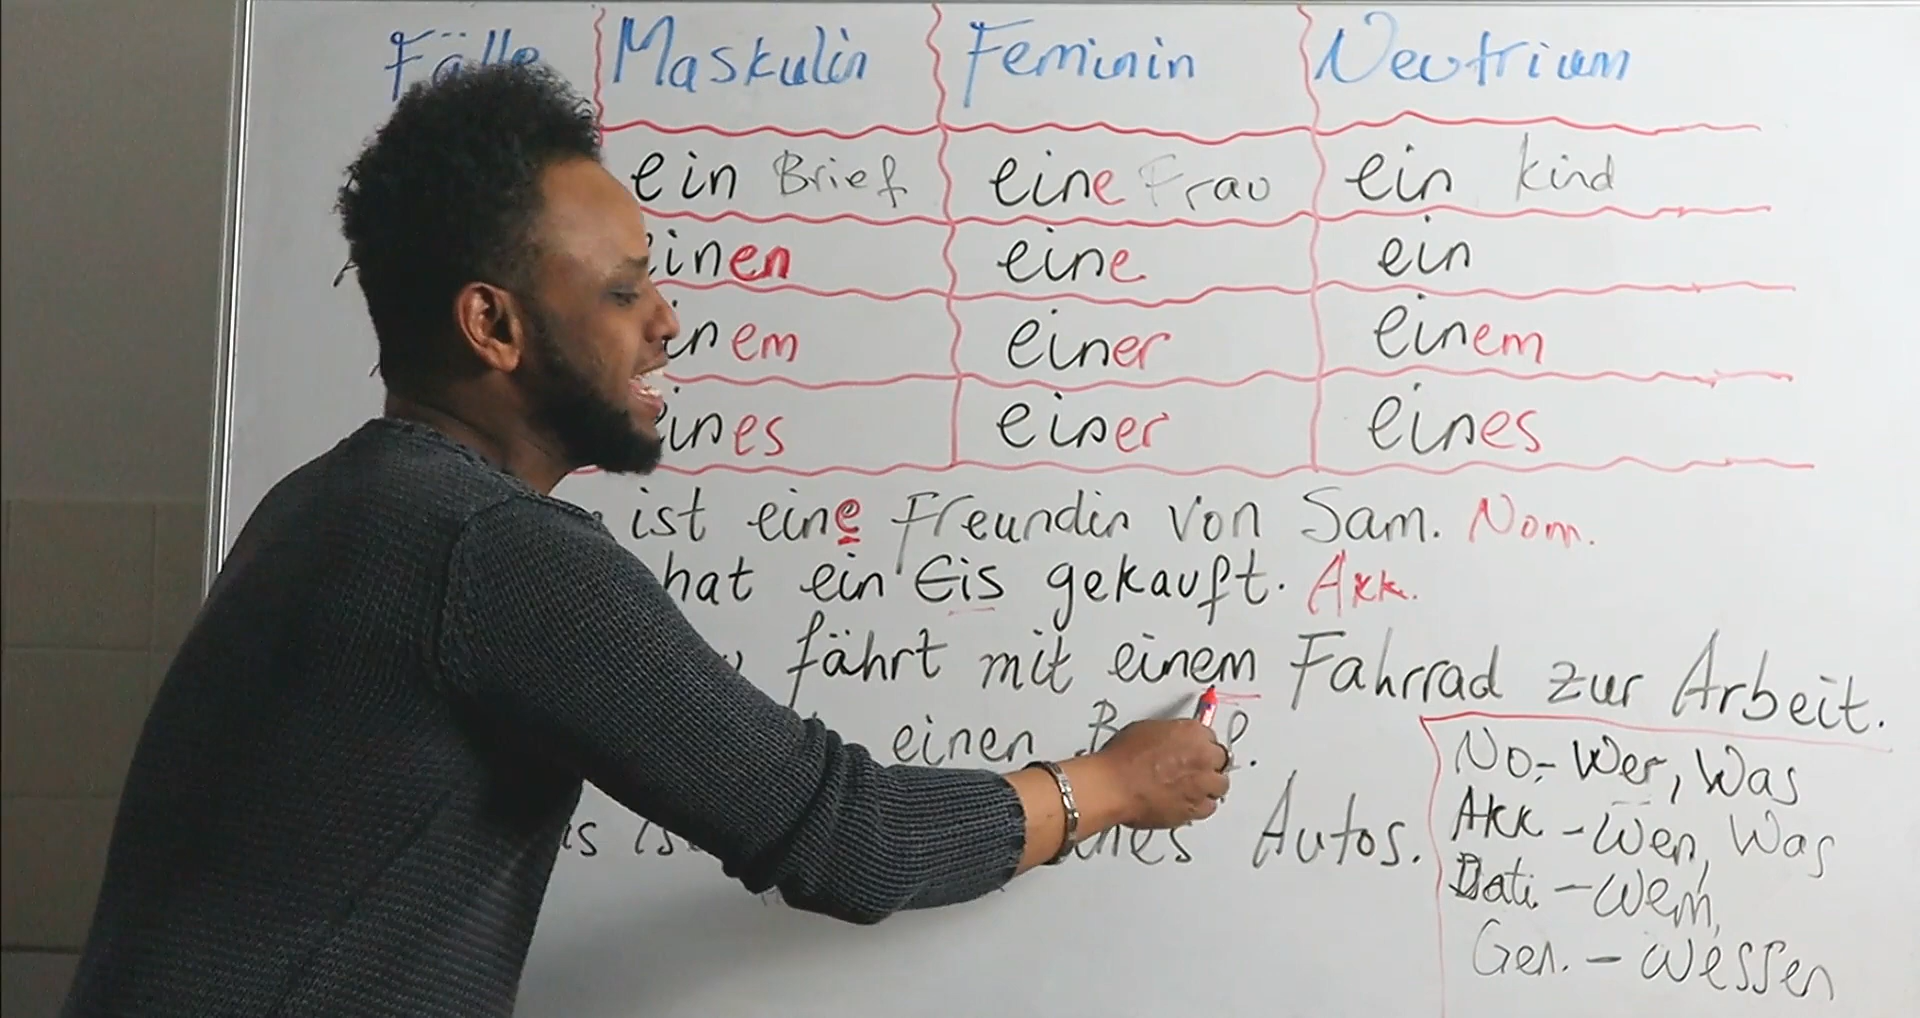 Fälle Maskulin Feminin Neutrium
ein Brief eine Frau ein Kind
einen eine ein
einem einer einem
eines einer eines
ist eine Freundin von Sam. Nom.
hat ein Eis gekauft. Akk.
fährt mit einem Fahrrad zur Arbeit.
einen
Autos.
No.- Wer, Was
Akk - Wen, Was
Dati - Wem,
Gen. - Wessen